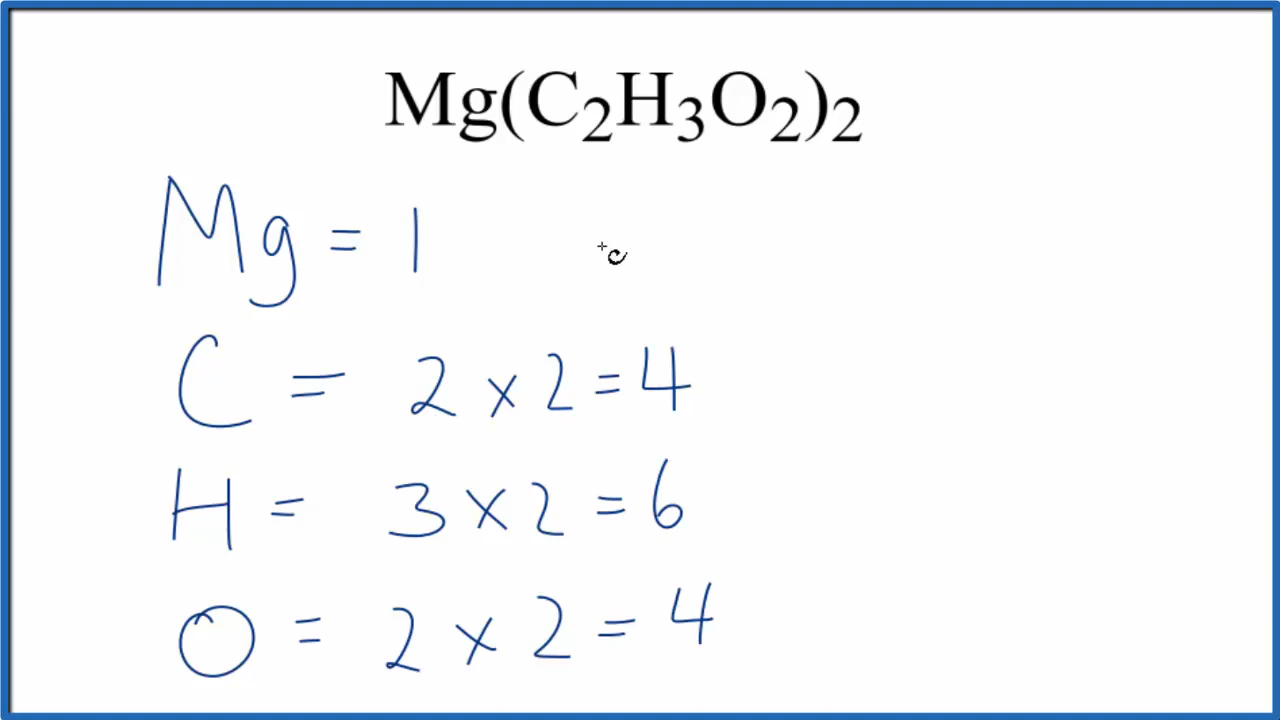 Mg(C₂H₃O₂)₂
Mg = 1
C = 2 × 2 = 4
H = 3 × 2 = 6
O = 2 × 2 = 4